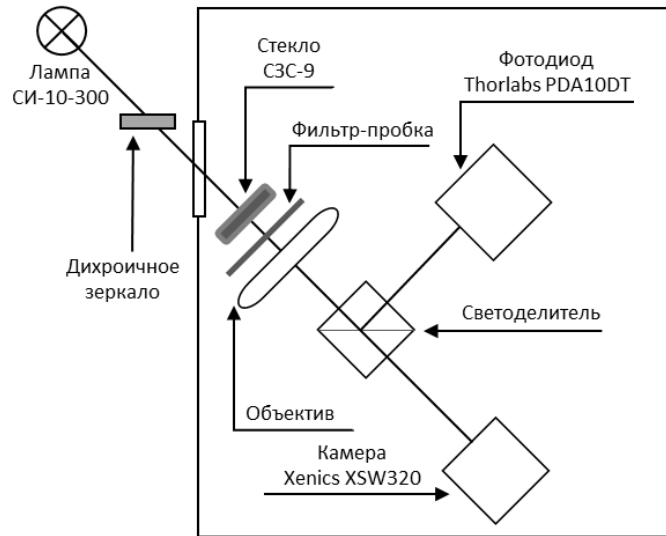 Лампа
СИ-10-300
Стекло
СЗС-9
Фотодиод
Thorlabs PDA10DT
Фильтр-пробка
Дихроичное
зеркало
Светоделитель
Объектив
Камера
Xenics XSW320